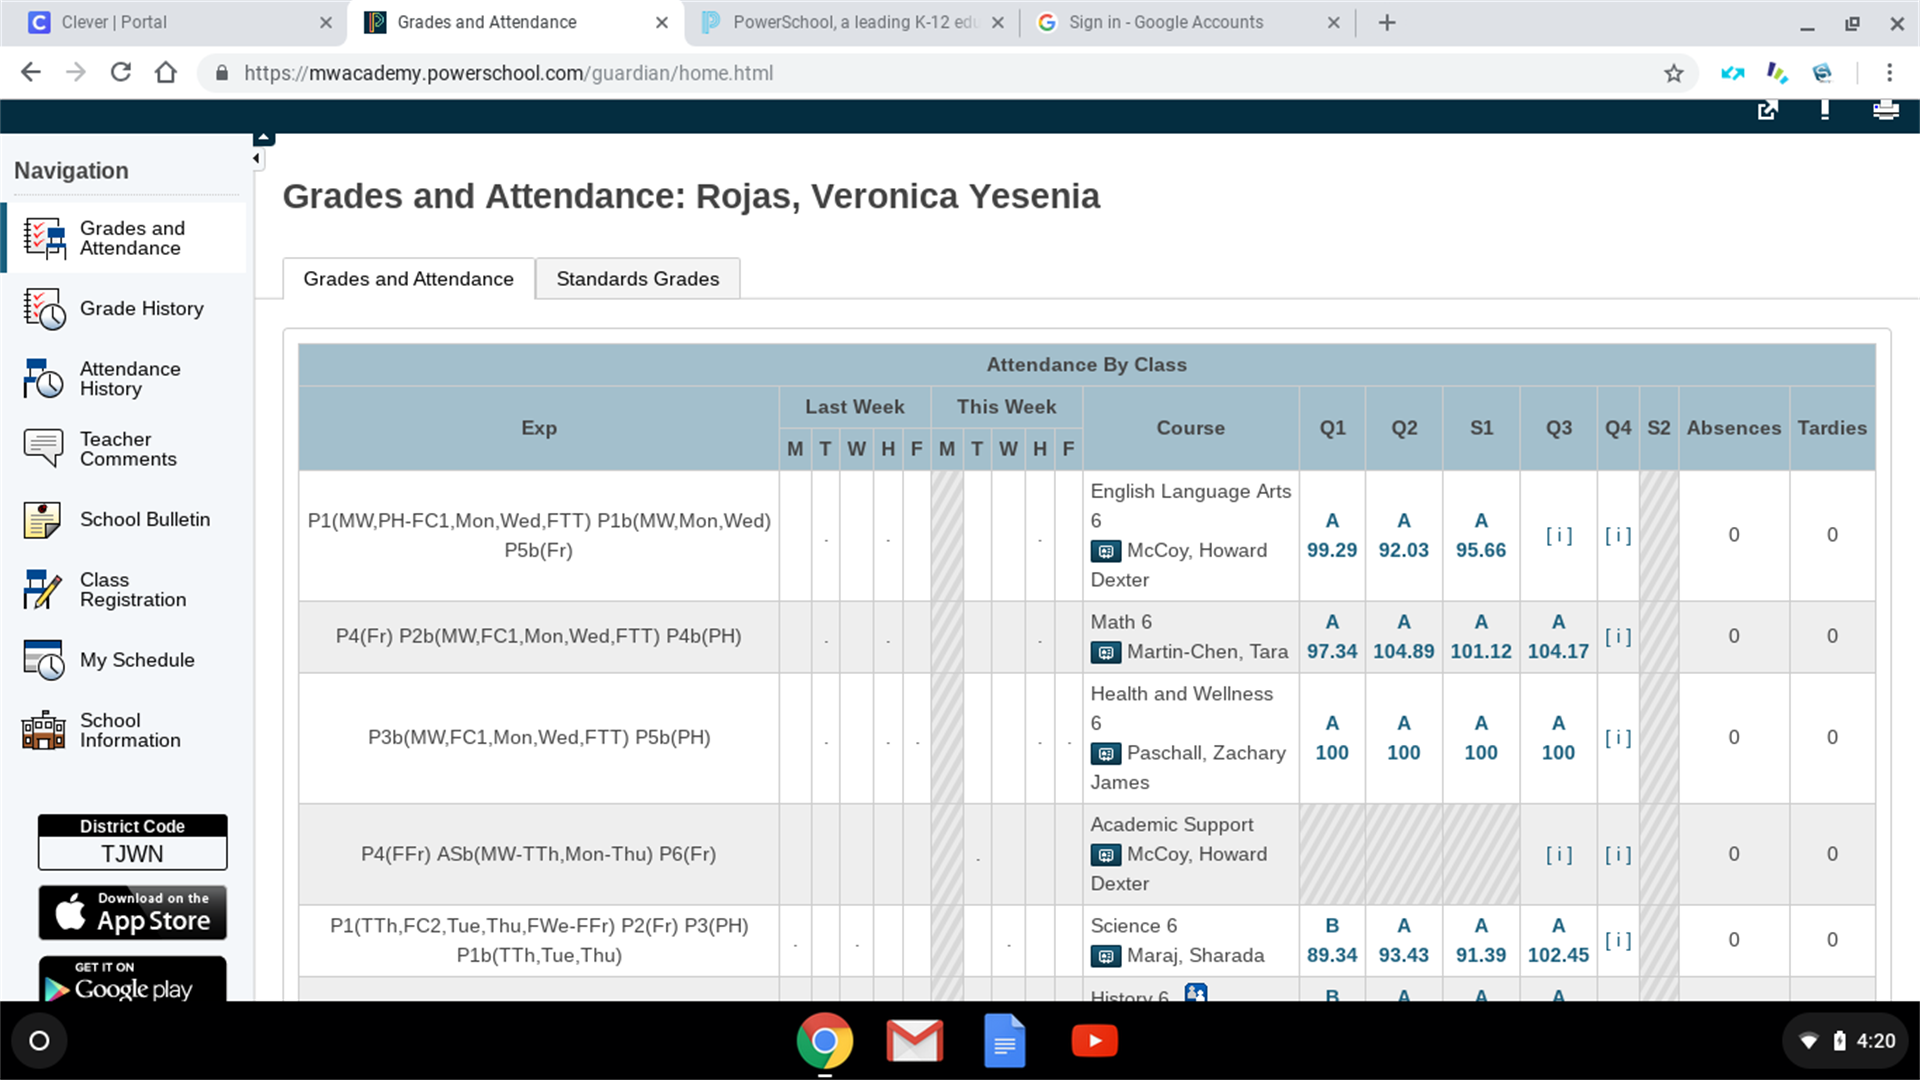 Clever | Portal
Grades and Attendance
PowerSchool, a leading K-12 edu
Sign in - Google Accounts
https://mwacademy.powerschool.com/guardian/home.html
Navigation
Grades and
Attendance
Grade History
Attendance
History
Teacher
Comments
School Bulletin
Class
Registration
My Schedule
School
Information
District Code
TJWN
Download on the
App Store
GET IT ON
Google play
Grades and Attendance: Rojas, Veronica Yesenia
Grades and Attendance
Standards Grades
Attendance By Class
Exp Last Week This Week Course Q1 Q2 S1 Q3 Q4 S2 Absences Tardies
M T W H F M T W H F
P1(MW,PH-FC1,Mon,Wed,FTT) P1b(MW,Mon,Wed)
P5b(Fr)
. . .
English Language Arts
6
McCoy, Howard
Dexter
A A A [ i ] [ i ] 0 0
99.29 92.03 95.66
P4(Fr) P2b(MW,FC1,Mon,Wed,FTT) P4b(PH)
. . .
Math 6
Martin-Chen, Tara
A A A A [ i ] 0 0
97.34 104.89 101.12 104.17
P3b(MW,FC1,Mon,Wed,FTT) P5b(PH)
. . . . .
Health and Wellness
6
Paschall, Zachary
James
A A A A [ i ] 0 0
100 100 100 100
P4(FFr) ASb(MW-TTh,Mon-Thu) P6(Fr)
.
Academic Support
McCoy, Howard
Dexter
[ i ] [ i ] 0 0
P1(TTh,FC2,Tue,Thu,FWe-FFr) P2(Fr) P3(PH)
P1b(TTh,Tue,Thu)
. . .
Science 6
Maraj, Sharada
B A A A [ i ] 0 0
89.34 93.43 91.39 102.45
History 6 B A A A
4:20